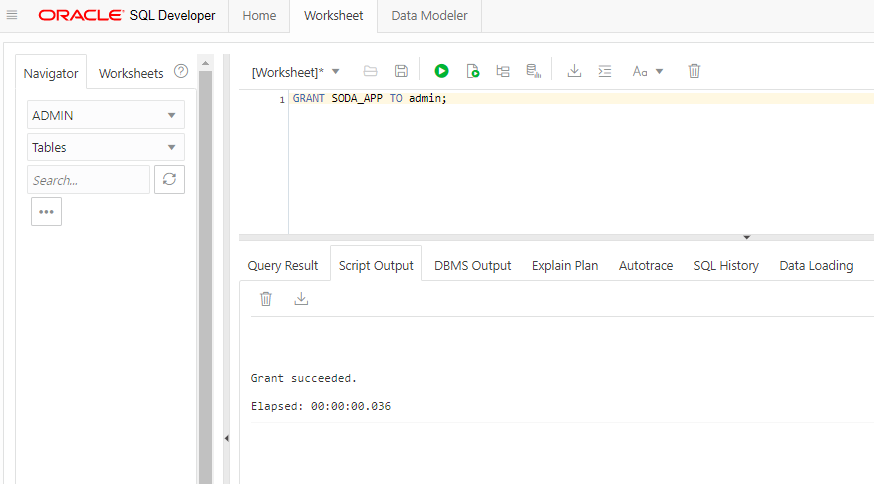 ORACLE SQL Developer Home Worksheet Data Modeler
Navigator Worksheets
ADMIN
Tables
Search...
[Worksheet]* Aa
1 GRANT SODA_APP TO admin;
Query Result Script Output DBMS Output Explain Plan Autotrace SQL History Data Loading
Grant succeeded.
Elapsed: 00:00:00.036